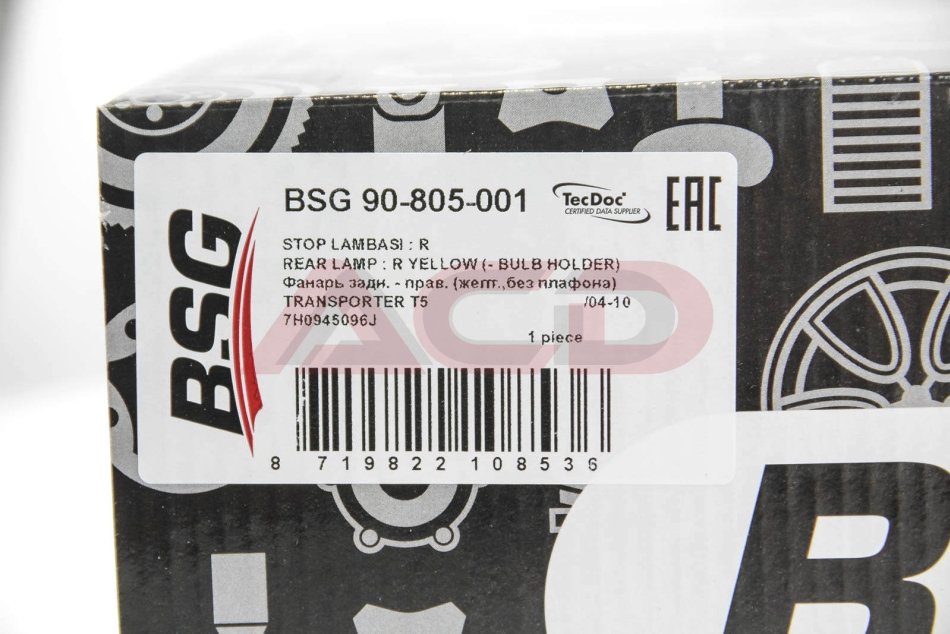 BSG 90-805-001
TecDoc
CERTIFIED DATA SUPPLIER
EAC
BSG
STOP LAMBASI : R
REAR LAMP : R YELLOW (- BULB HOLDER)
Фанарь задн. - прав. (желт.,без плафона)
TRANSPORTER T5 /04-10
7H0945096J
1 piece
ACD
8 719822 108536
B